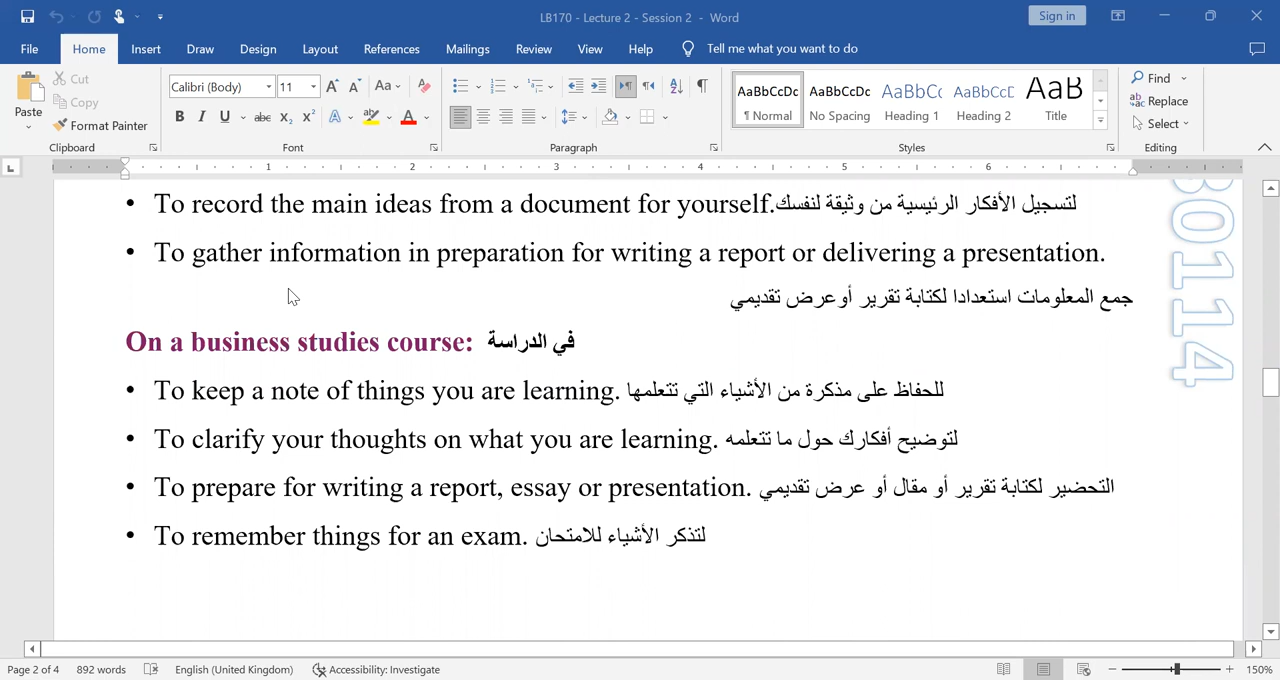 LB170 - Lecture 2 - Session 2 - Word
Sign in
File Home Insert Draw Design Layout References Mailings Review View Help Tell me what you want to do
Paste
Cut
Copy
Format Painter
Clipboard
Calibri (Body) 11
Font
Paragraph
AaBbCcDc ¶ Normal
AaBbCcDc No Spacing
AaBbCc Heading 1
AaBbCcD Heading 2
AaB Title
Styles
Find
Replace
Select
Editing
1 2 3 4 5 6
• To record the main ideas from a document for yourself.لتسجيل الأفكار الرئيسية من وثيقة لنفسك
• To gather information in preparation for writing a report or delivering a presentation.
جمع المعلومات استعدادا لكتابة تقرير أوعرض تقديمي
On a business studies course: في الدراسة
• To keep a note of things you are learning. للحفاظ على مذكرة من الأشياء التي تتعلمها
• To clarify your thoughts on what you are learning. لتوضيح أفكارك حول ما تتعلمه
• To prepare for writing a report, essay or presentation. التحضير لكتابة تقرير أو مقال أو عرض تقديمي
• To remember things for an exam. لتذكر الأشياء للامتحان
Page 2 of 4 892 words English (United Kingdom) Accessibility: Investigate 150%